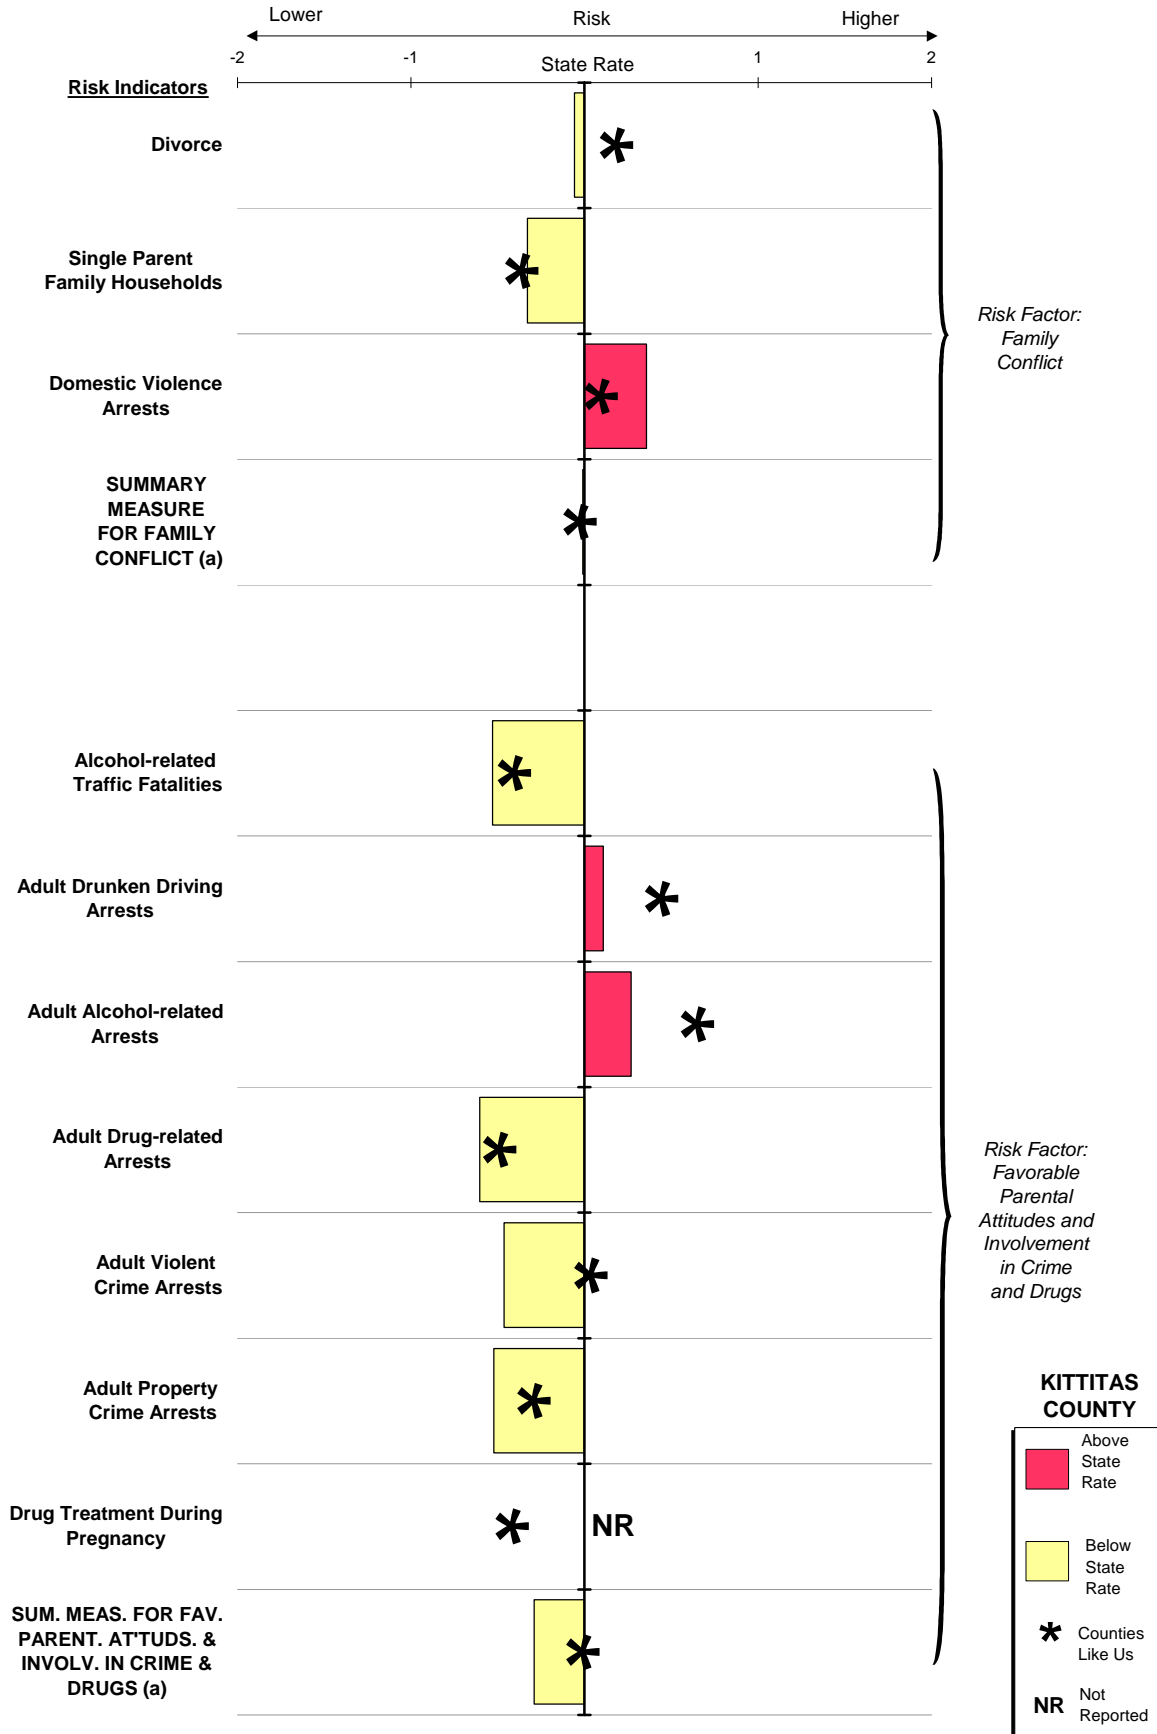 Lower
Risk
Higher
-2
-1
State Rate
1
2
Risk Indicators
Divorce
*
Single Parent
Family Households
*
Domestic Violence
Arrests
*
Risk Factor:
Family
Conflict
SUMMARY
MEASURE
FOR FAMILY
CONFLICT (a)
*
Alcohol-related
Traffic Fatalities
*
Adult Drunken Driving
Arrests
*
Adult Alcohol-related
Arrests
*
Adult Drug-related
Arrests
*
Risk Factor:
Favorable
Parental
Attitudes and
Involvement
in Crime
and Drugs
Adult Violent
Crime Arrests
*
Adult Property
Crime Arrests
*
Drug Treatment During
Pregnancy
*
NR
SUM. MEAS. FOR FAV.
PARENT. AT'TUDS. &
INVOLV. IN CRIME &
DRUGS (a)
*
KITTITAS
COUNTY
Above
State
Rate
Below
State
Rate
* Counties
Like Us
NR Not
Reported